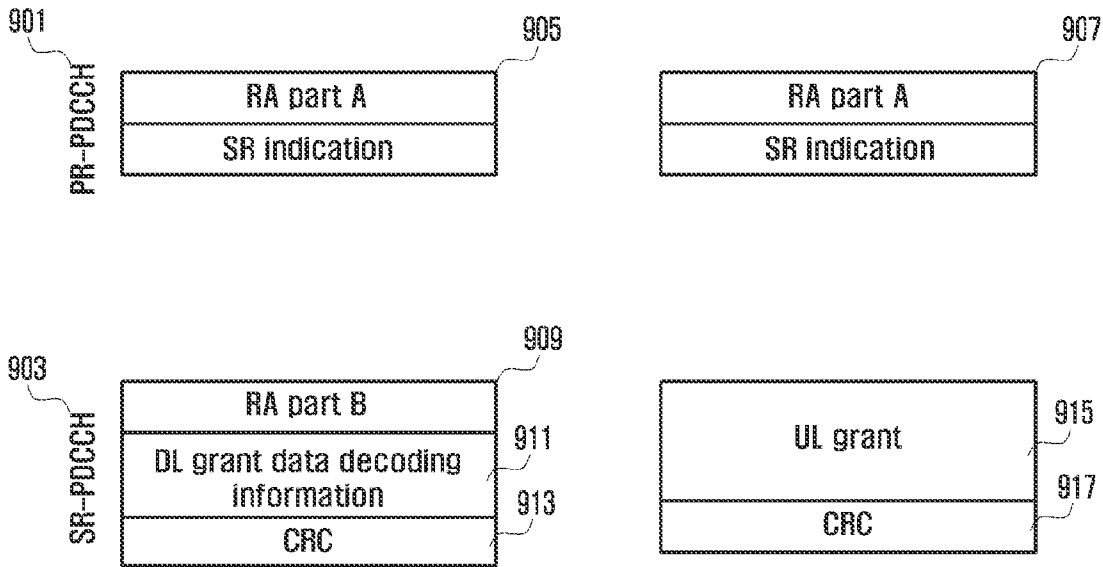 901
PR-PDCCH
905
RA part A
SR indication
907
RA part A
SR indication
903
SR-PDCCH
909
RA part B
911
DL grant data decoding
information
913
CRC
915
UL grant
917
CRC